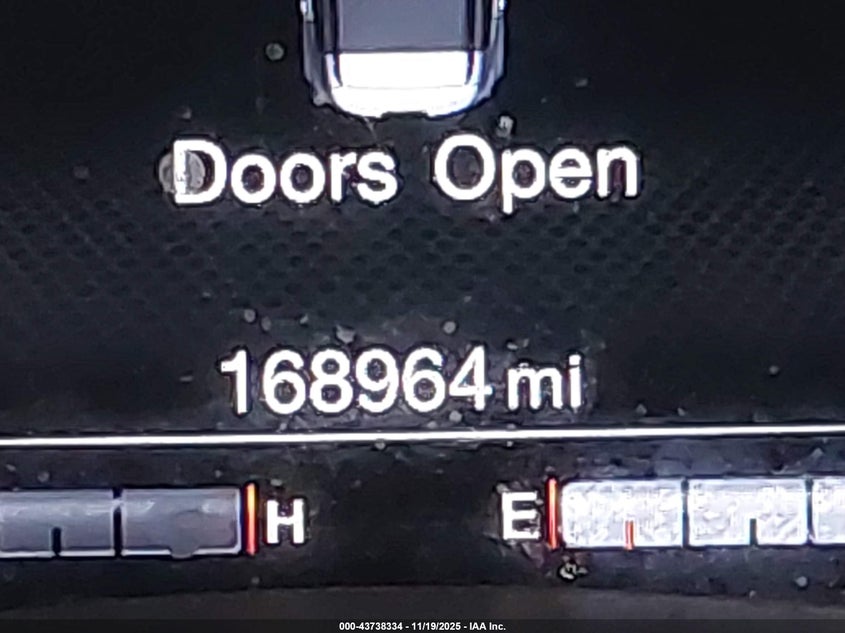 Doors Open
168964 mi
H E
000-43738334 - 11/19/2025 - IAA Inc.